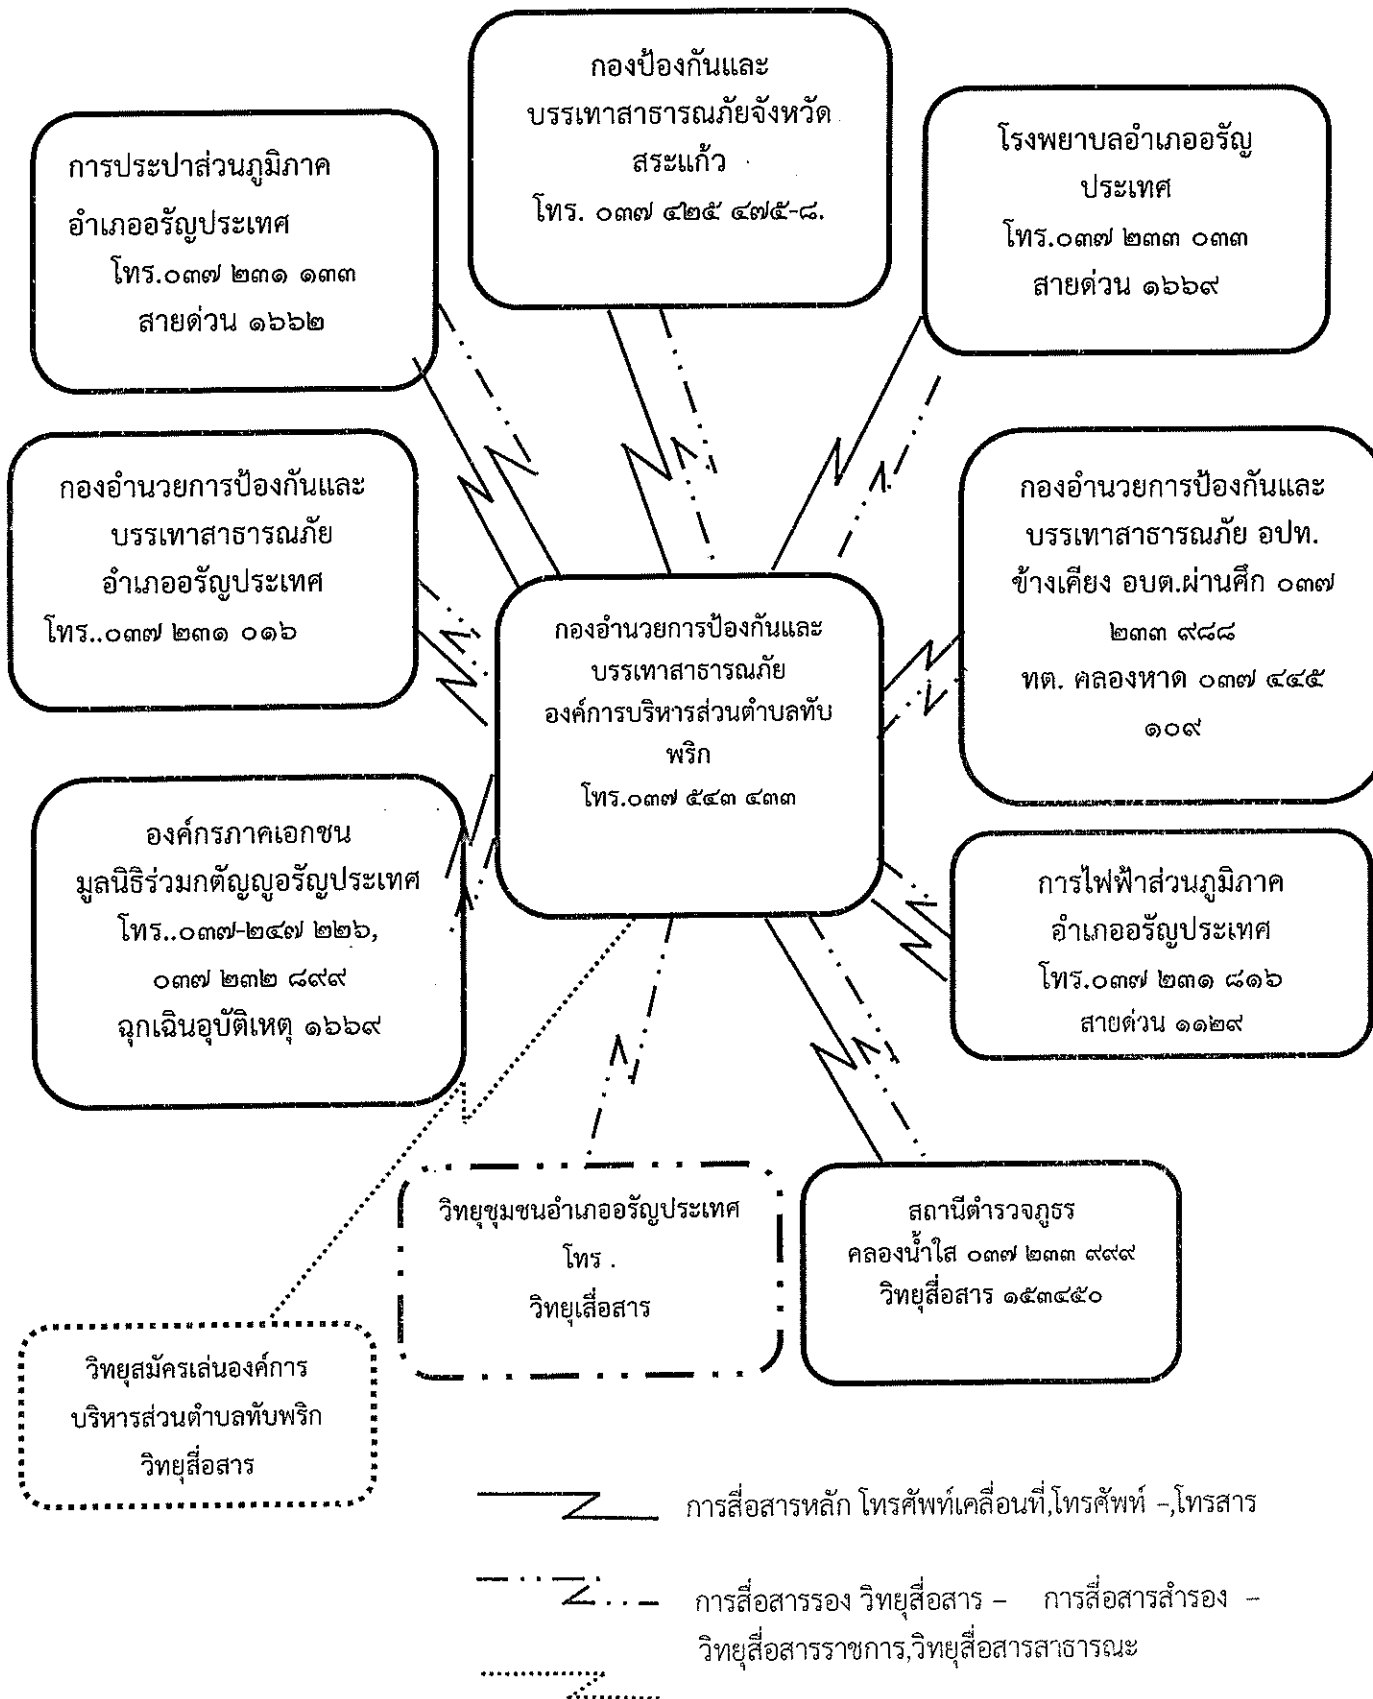 กองป้องกันและ
บรรเทาสาธารณภัยจังหวัด
สระแก้ว
โทร. ๐๓๗ ๔๒๕ ๔๗๕-๘.
การประปาส่วนภูมิภาค
อำเภออรัญประเทศ
โทร.๐๓๗ ๒๓๑ ๑๓๓
สายด่วน ๑๖๖๒
โรงพยาบาลอำเภออรัญ
ประเทศ
โทร.๐๓๗ ๒๓๓ ๐๓๓
สายด่วน ๑๖๖๙
กองอำนวยการป้องกันและ
บรรเทาสาธารณภัย
อำเภออรัญประเทศ
โทร..๐๓๗ ๒๓๑ ๐๑๖
กองอำนวยการป้องกันและ
บรรเทาสาธารณภัย อปท.
ข้างเคียง อบต.ผ่านศึก ๐๓๗
๒๓๓ ๙๘๘
ทต. คลองหาด ๐๓๗ ๔๔๕
๑๐๙
กองอำนวยการป้องกันและ
บรรเทาสาธารณภัย
องค์การบริหารส่วนตำบลทับ
พริก
โทร.๐๓๗ ๕๔๓ ๔๓๓
องค์กรภาคเอกชน
มูลนิธิร่วมกตัญญูอรัญประเทศ
โทร..๐๓๗-๒๔๗ ๒๒๖,
๐๓๗ ๒๓๒ ๘๙๙
ฉุกเฉินอุบัติเหตุ ๑๖๖๙
การไฟฟ้าส่วนภูมิภาค
อำเภออรัญประเทศ
โทร.๐๓๗ ๒๓๑ ๘๑๖
สายด่วน ๑๑๒๙
วิทยุชุมชนอำเภออรัญประเทศ
โทร .
วิทยุเสื่อสาร
สถานีตำรวจภูธร
คลองน้ำใส ๐๓๗ ๒๓๓ ๙๙๙
วิทยุสื่อสาร ๑๕๓๔๕๐
วิทยุสมัครเล่นองค์การ
บริหารส่วนตำบลทับพริก
วิทยุสื่อสาร
การสื่อสารหลัก โทรศัพท์เคลื่อนที่,โทรศัพท์ -,โทรสาร
การสื่อสารรอง วิทยุสื่อสาร – การสื่อสารสำรอง –
วิทยุสื่อสารราชการ,วิทยุสื่อสารสาธารณะ